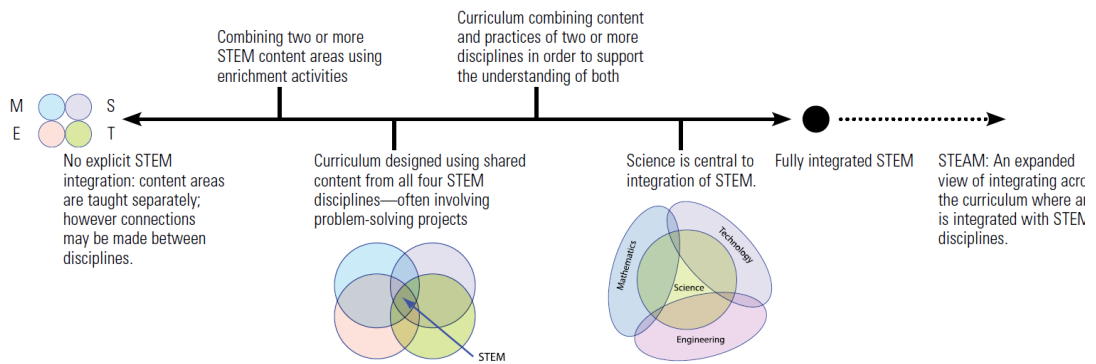 Combining two or more
STEM content areas using
enrichment activities
Curriculum combining content
and practices of two or more
disciplines in order to support
the understanding of both
M S
E T
No explicit STEM
integration: content areas
are taught separately;
however connections
may be made between
disciplines.
Curriculum designed using shared
content from all four STEM
disciplines—often involving
problem-solving projects
STEM
Science is central to
integration of STEM.
Mathematics
Technology
Science
Engineering
Fully integrated STEM
STEAM: An expanded
view of integrating
the curriculum where
is integrated with STEM
disciplines.